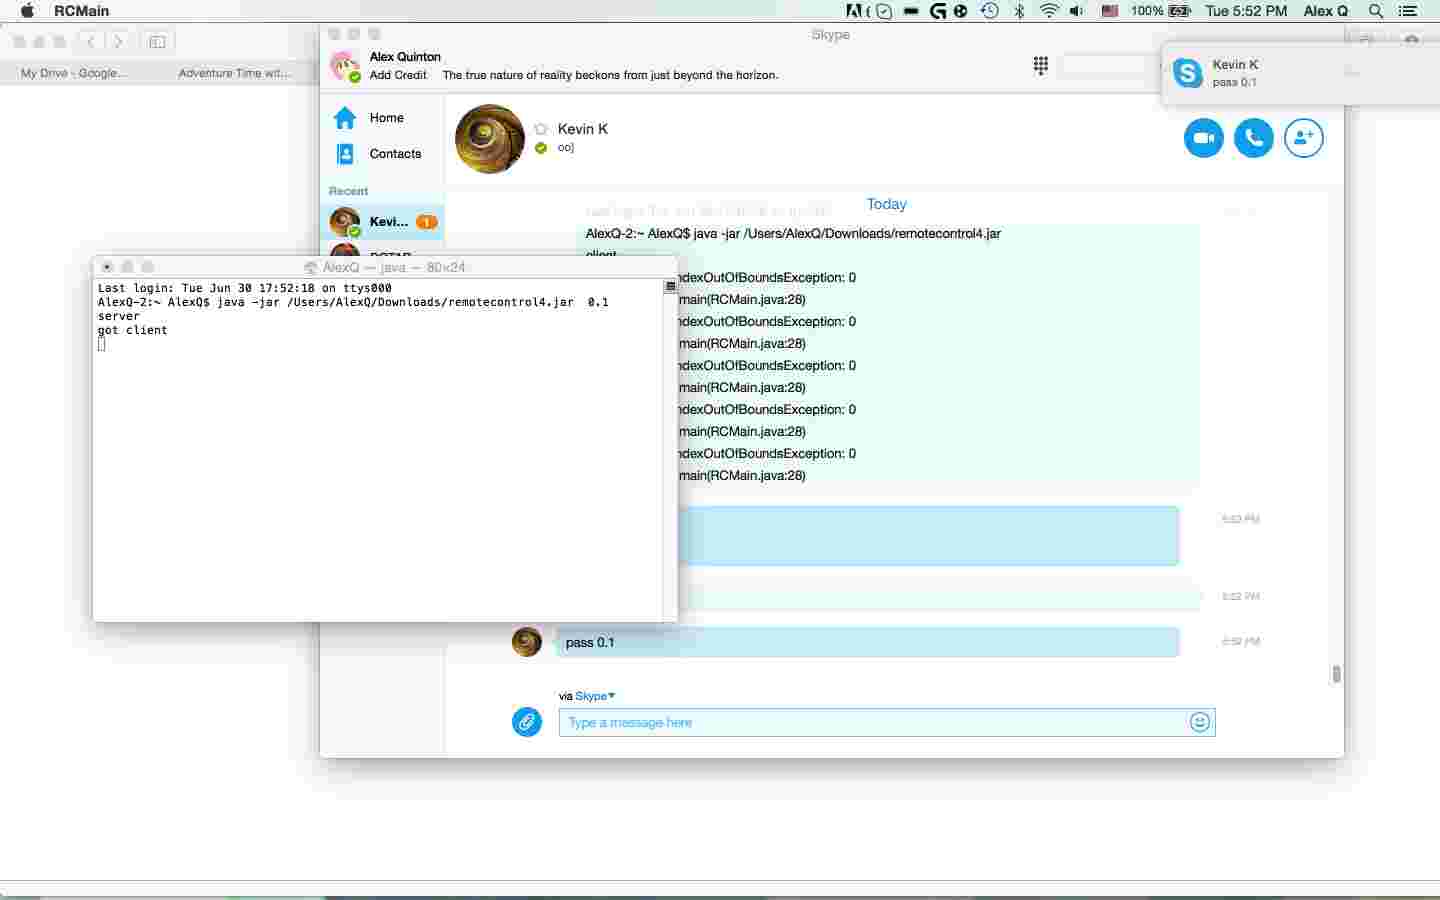 RCMain
100%
Tue 5:52 PM
Alex Q
My Drive - Google...
Adventure Time wit...
Skype
Alex Quinton
Add Credit
The true nature of reality beckons from just beyond the horizon.
Kevin K
pass 0.1
Home
Contacts
Recent
Kevi...
1
Kevin K
ooj
Today
AlexQ-2:~ AlexQ$ java -jar /Users/AlexQ/Downloads/remotecontrol4.jar
client
ndexOutOfBoundsException: 0
main(RCMain.java:28)
ndexOutOfBoundsException: 0
main(RCMain.java:28)
ndexOutOfBoundsException: 0
main(RCMain.java:28)
ndexOutOfBoundsException: 0
main(RCMain.java:28)
ndexOutOfBoundsException: 0
main(RCMain.java:28)
AlexQ — java — 80×24
Last login: Tue Jun 30 17:52:18 on ttys000
AlexQ-2:~ AlexQ$ java -jar /Users/AlexQ/Downloads/remotecontrol4.jar  0.1
server
got client
5:52 PM
pass 0.1
5:52 PM
via Skype
Type a message here